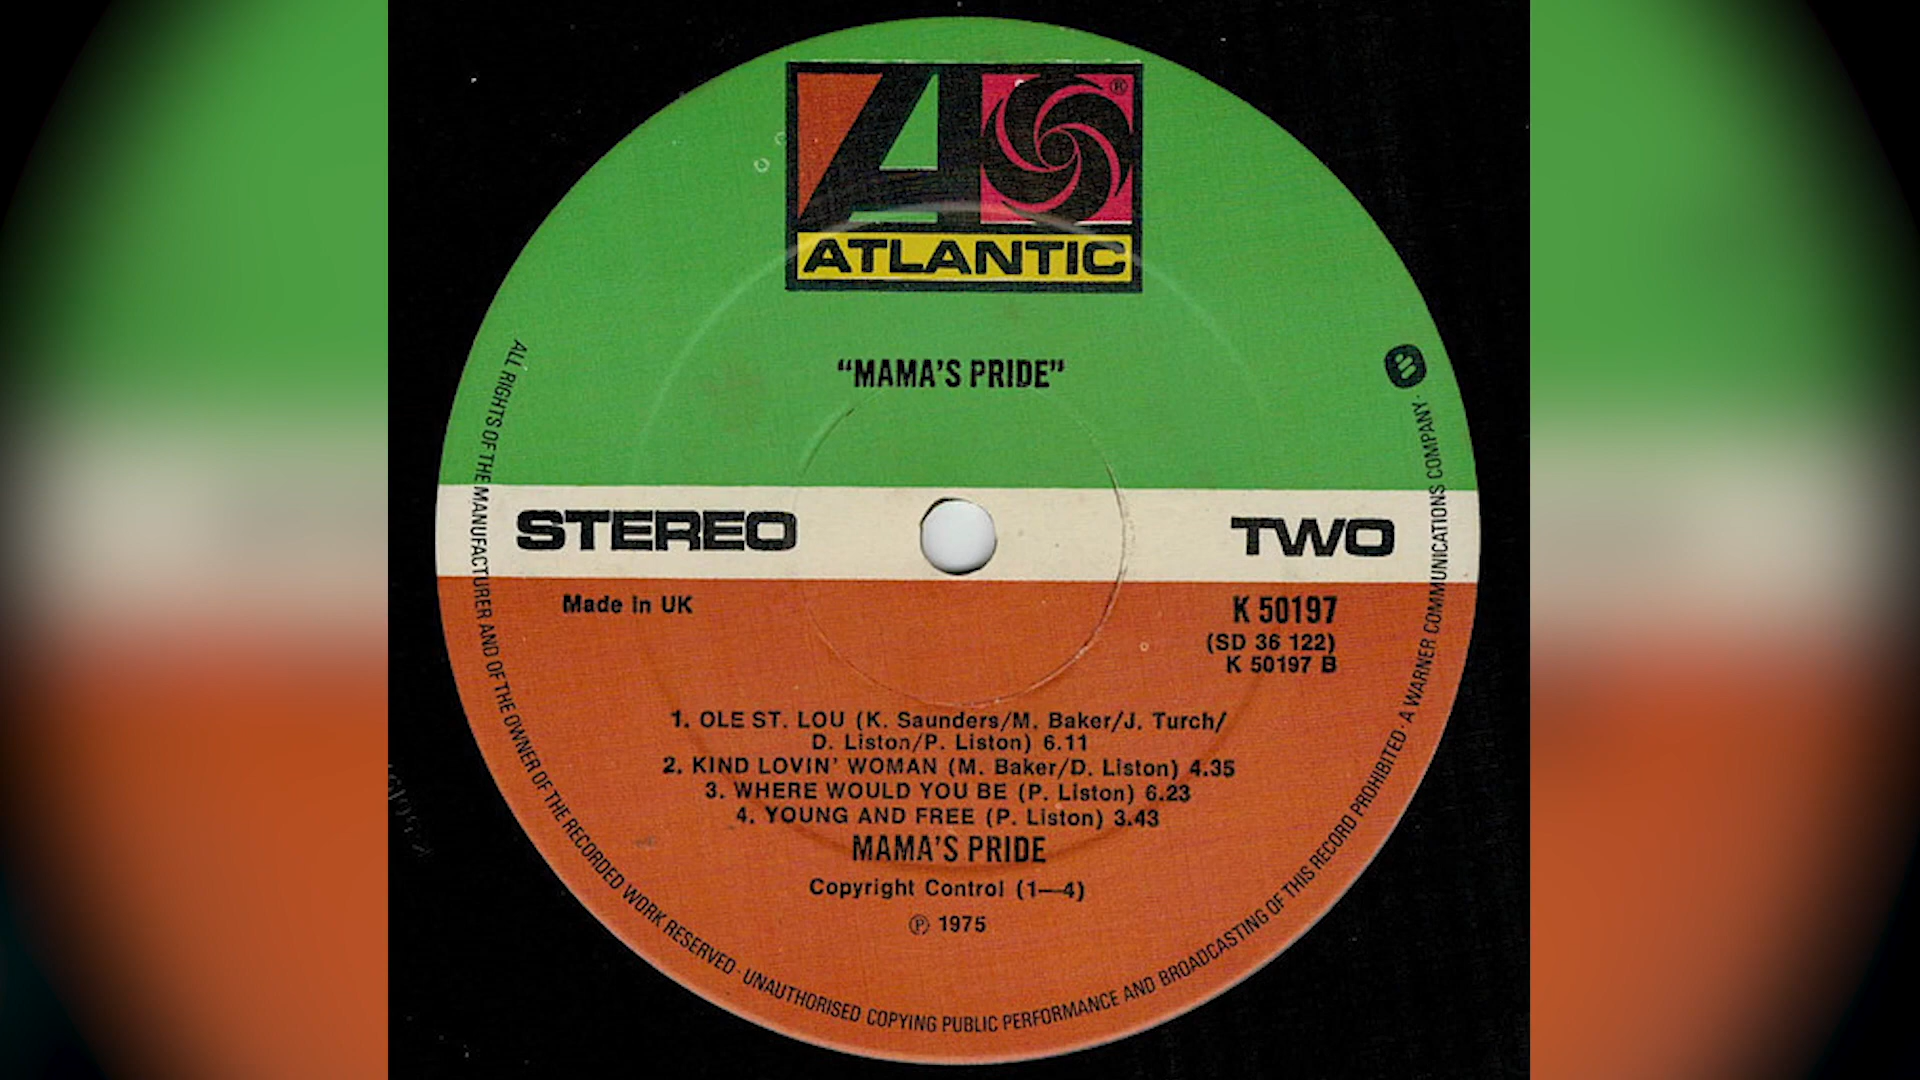 ATLANTIC
®
"MAMA'S PRIDE"
STEREO
TWO
Made in UK
K 50197
(SD 36 122)
K 50197 B
1. OLE ST. LOU (K. Saunders/M. Baker/J. Turch/
D. Liston/P. Liston) 6.11
2. KIND LOVIN' WOMAN (M. Baker/D. Liston) 4.35
3. WHERE WOULD YOU BE (P. Liston) 6.23
4. YOUNG AND FREE (P. Liston) 3.43
MAMA'S PRIDE
Copyright Control (1—4)
℗ 1975
ALL RIGHTS OF THE MANUFACTURER AND OF THE OWNER OF THE RECORDED WORK RESERVED · UNAUTHORISED COPYING PUBLIC PERFORMANCE AND BROADCASTING OF THIS RECORD PROHIBITED · A WARNER COMMUNICATIONS COMPANY ·